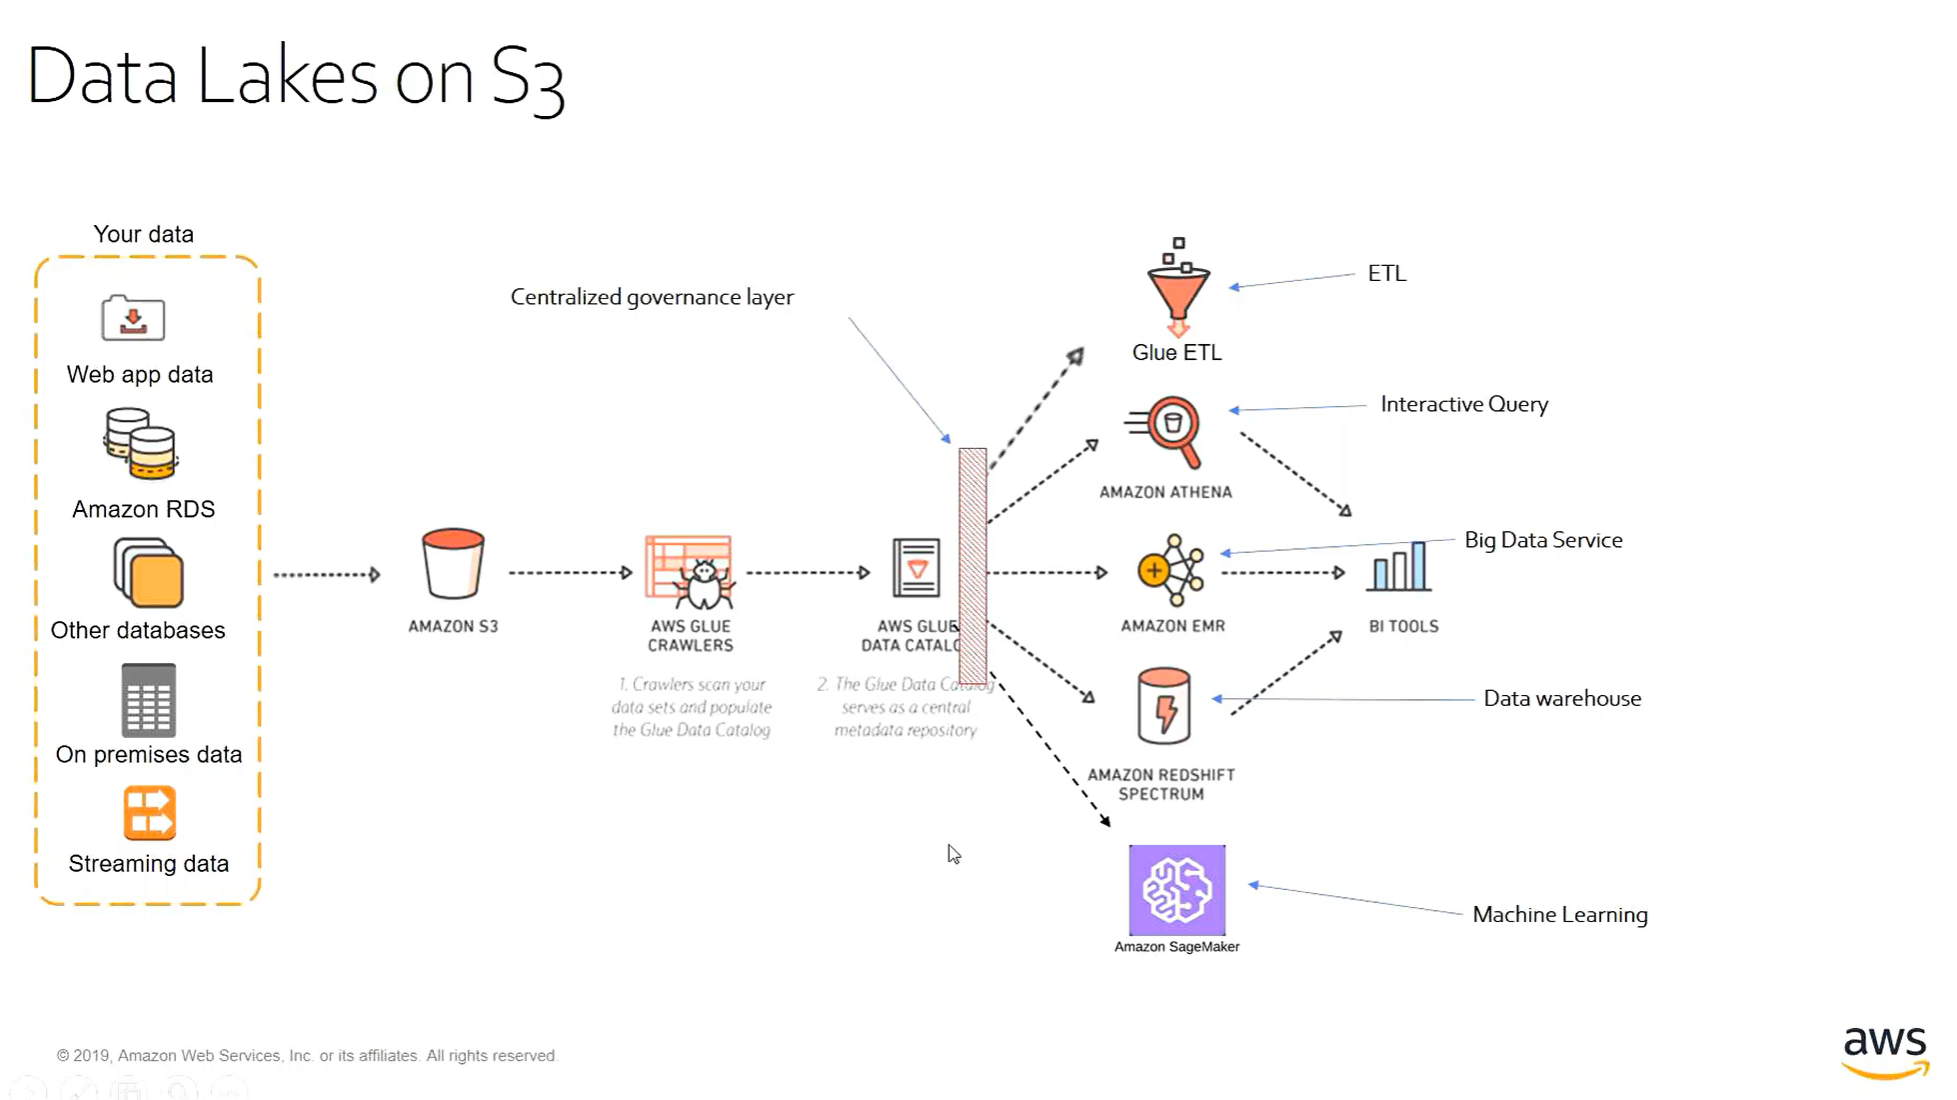 Data Lakes on S3
Your data
Web app data
Amazon RDS
Other databases
On premises data
Streaming data
AMAZON S3
Centralized governance layer
AWS GLUE
CRAWLERS
1. Crawlers scan your
data sets and populate
the Glue Data Catalog
AWS GLUE
DATA CATALO
2. The Glue Data Catalog
serves as a central
metadata repository
Glue ETL
ETL
AMAZON ATHENA
Interactive Query
AMAZON EMR
Big Data Service
BI TOOLS
AMAZON REDSHIFT
SPECTRUM
Data warehouse
Amazon SageMaker
Machine Learning
© 2019, Amazon Web Services, Inc. or its affiliates. All rights reserved.
aws